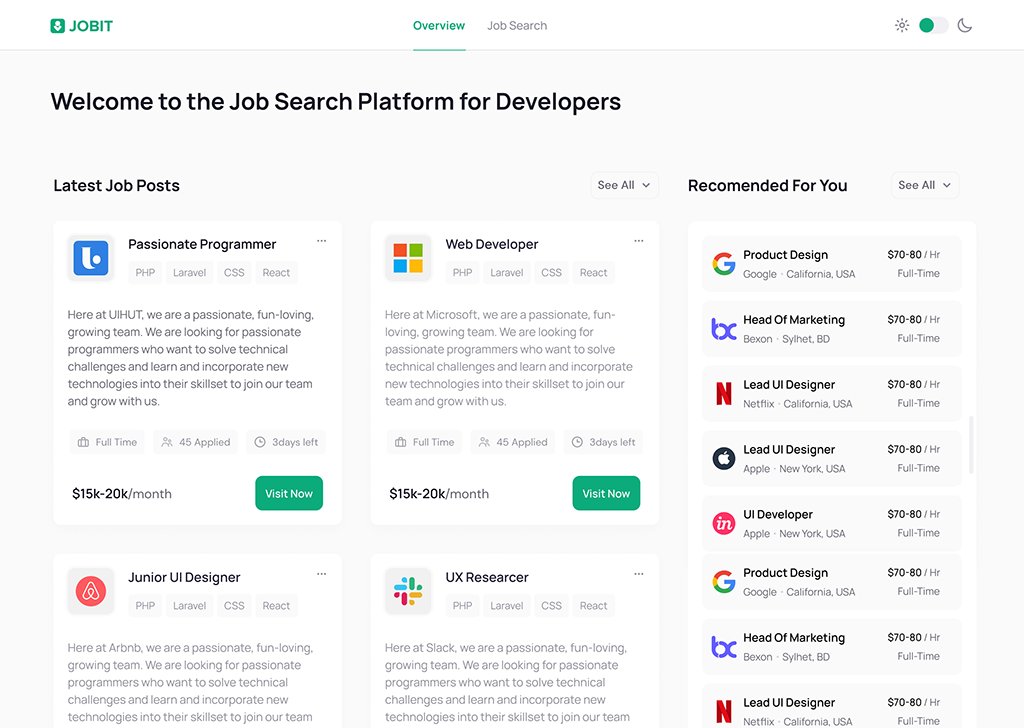 JOBIT
Overview
Job Search
Welcome to the Job Search Platform for Developers
Latest Job Posts
See All
Passionate Programmer
PHP
Laravel
CSS
React
Here at UIHUT, we are a passionate, fun-loving,
growing team. We are looking for passionate
programmers who want to solve technical
challenges and learn and incorporate new
technologies into their skillset to join our team
and grow with us.
Full Time
45 Applied
3days left
$15k-20k/month
Visit Now
Web Developer
PHP
Laravel
CSS
React
Here at Microsoft, we are a passionate, fun-
loving, growing team. We are looking for
passionate programmers who want to solve
technical challenges and learn and incorporate
new technologies into their skillset to join our
team and grow with us.
Full Time
45 Applied
3days left
$15k-20k/month
Visit Now
Junior UI Designer
PHP
Laravel
CSS
React
Here at Arbnb, we are a passionate, fun-loving,
growing team. We are looking for passionate
programmers who want to solve technical
challenges and learn and incorporate new
technologies into their skillset to join our team
UX Researcer
PHP
Laravel
CSS
React
Here at Slack, we are a passionate, fun-loving,
growing team. We are looking for passionate
programmers who want to solve technical
challenges and learn and incorporate new
technologies into their skillset to join our team
Recomended For You
See All
Product Design
$70-80 / Hr
Google · California, USA
Full-Time
bx
Head Of Marketing
$70-80 / Hr
Bexon · Sylhet, BD
Full-Time
Lead UI Designer
$70-80 / Hr
Netflix · California, USA
Full-Time
Lead UI Designer
$70-80 / Hr
Apple · New York, USA
Full-Time
in
UI Developer
$70-80 / Hr
Apple · New York, USA
Full-Time
Product Design
$70-80 / Hr
Google · California, USA
Full-Time
bx
Head Of Marketing
$70-80 / Hr
Bexon · Sylhet, BD
Full-Time
Lead UI Designer
$70-80 / Hr
Netflix · California, USA
Full-Time